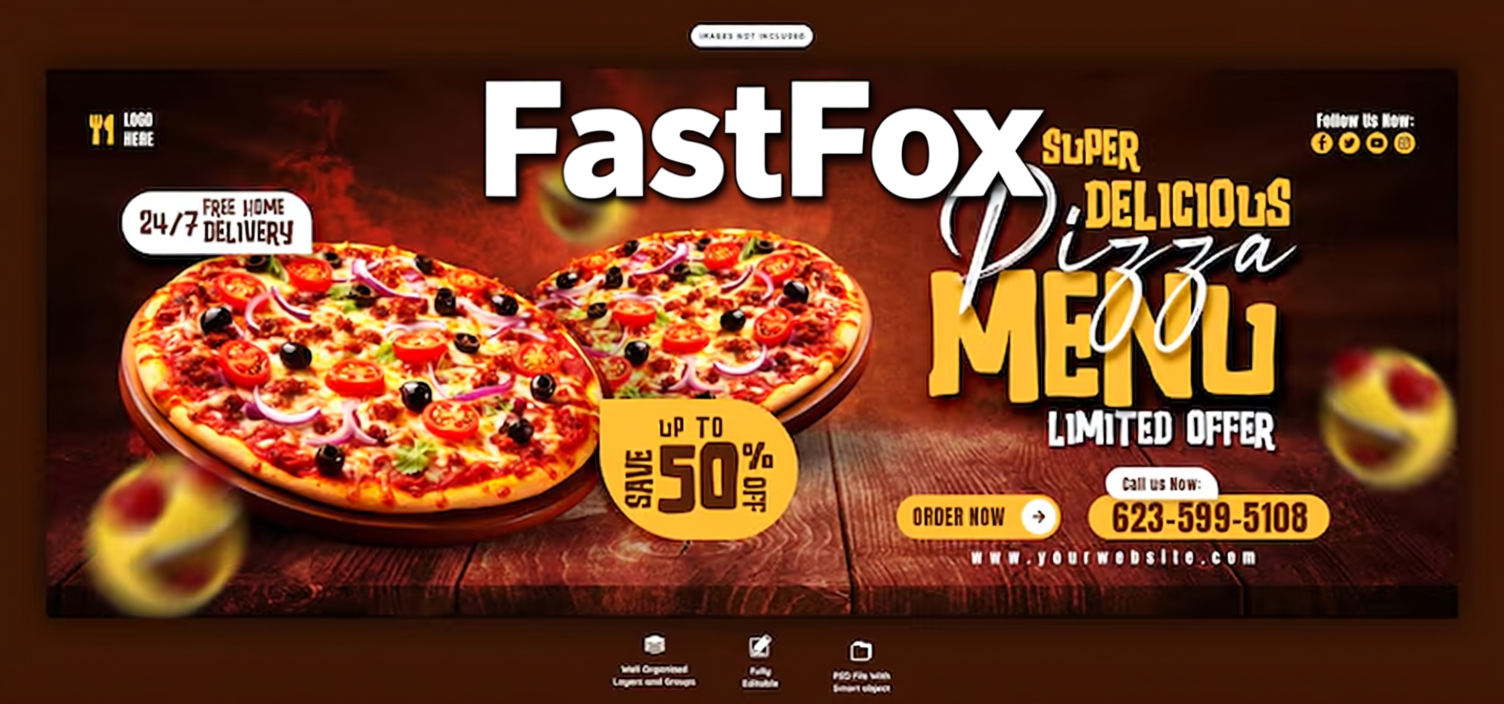 IMAGES NOT INCLUDED
FastFox
LOGO
HERE
Follow Us Now:
SUPER
DELICIOUS
Pizza
MENU
LIMITED OFFER
24/7 FREE HOME
DELIVERY
UP TO
SAVE 50% OFF
Call us Now:
ORDER NOW
623-599-5108
www.yourwebsite.com
Well Organized
Layers and Groups
Fully
Editable
PSD File With
Smart object